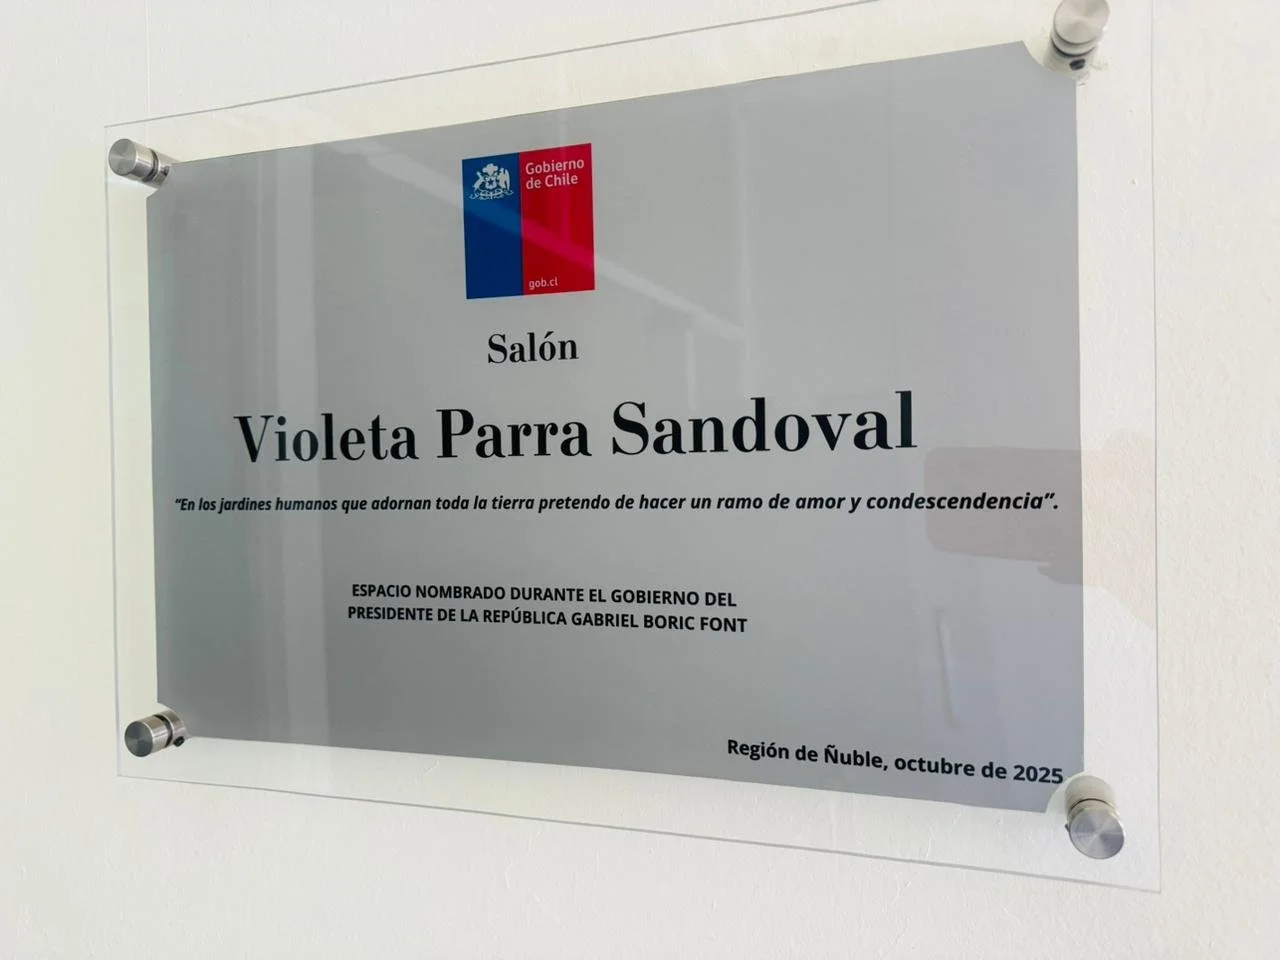 Gobierno
de Chile
gob.cl
Salón
Violeta Parra Sandoval
“En los jardines humanos que adornan toda la tierra pretendo de hacer un ramo de amor y condescendencia”.
ESPACIO NOMBRADO DURANTE EL GOBIERNO DEL
PRESIDENTE DE LA REPÚBLICA GABRIEL BORIC FONT
Región de Ñuble, octubre de 2025